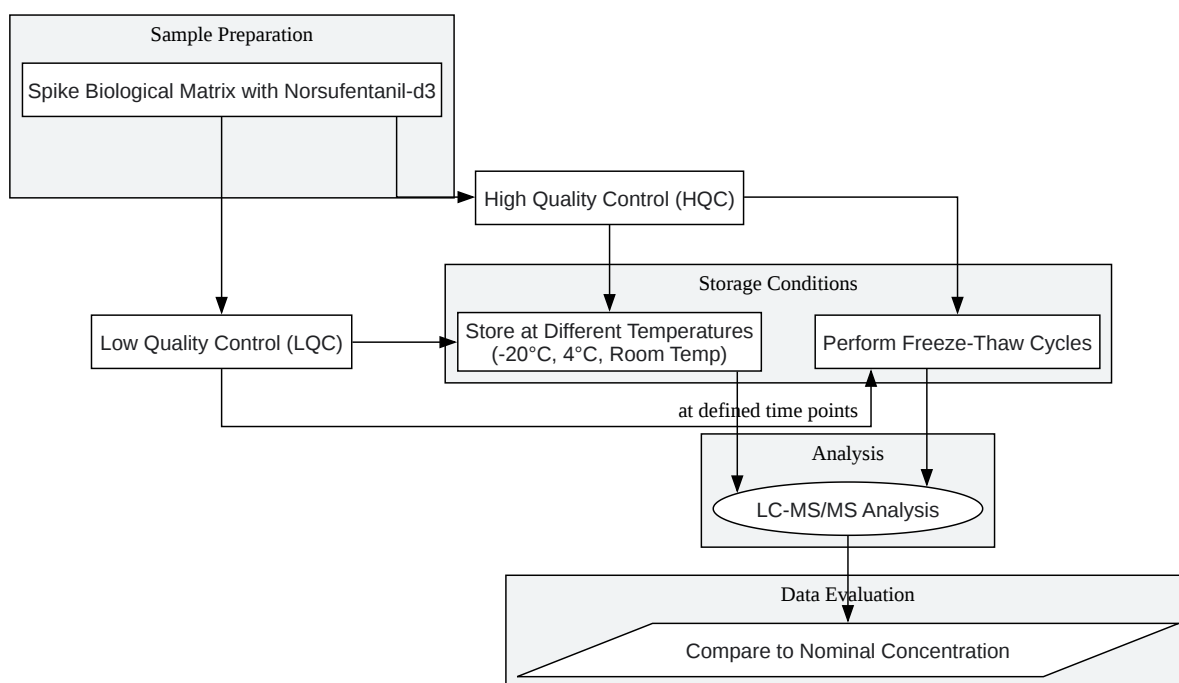 Sample Preparation
Spike Biological Matrix with Norsufentanil-d3
High Quality Control (HQC)
Storage Conditions
Low Quality Control (LQC)
Store at Different Temperatures
(-20°C, 4°C, Room Temp)
Perform Freeze-Thaw Cycles
at defined time points
Analysis
LC-MS/MS Analysis
Data Evaluation
Compare to Nominal Concentration